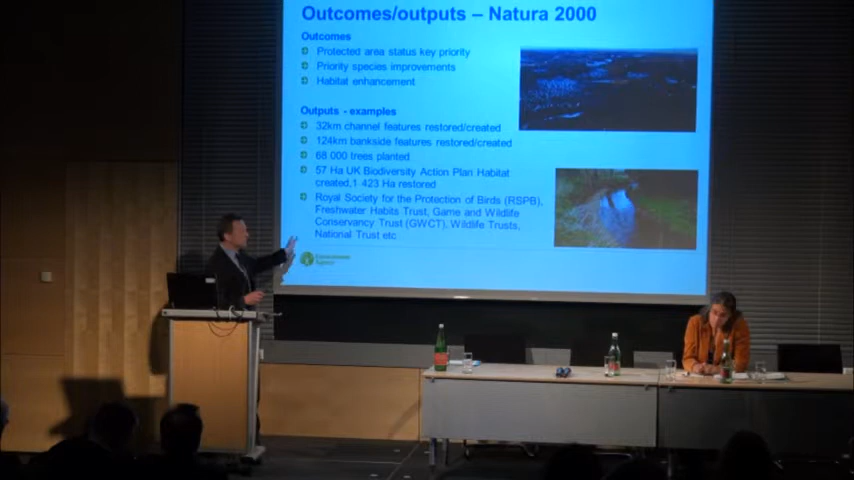 Outcomes/outputs – Natura 2000
Outcomes
Protected area status key priority
Priority species improvements
Habitat enhancement
Outputs - examples
32km channel features restored/created
124km bankside features restored/created
68 000 trees planted
57 Ha UK Biodiversity Action Plan Habitat
created,1 423 Ha restored
Royal Society for the Protection of Birds (RSPB),
Freshwater Habits Trust, Game and Wildlife
Conservancy Trust (GWCT), Wildlife Trusts,
National Trust etc
Environment
Agency